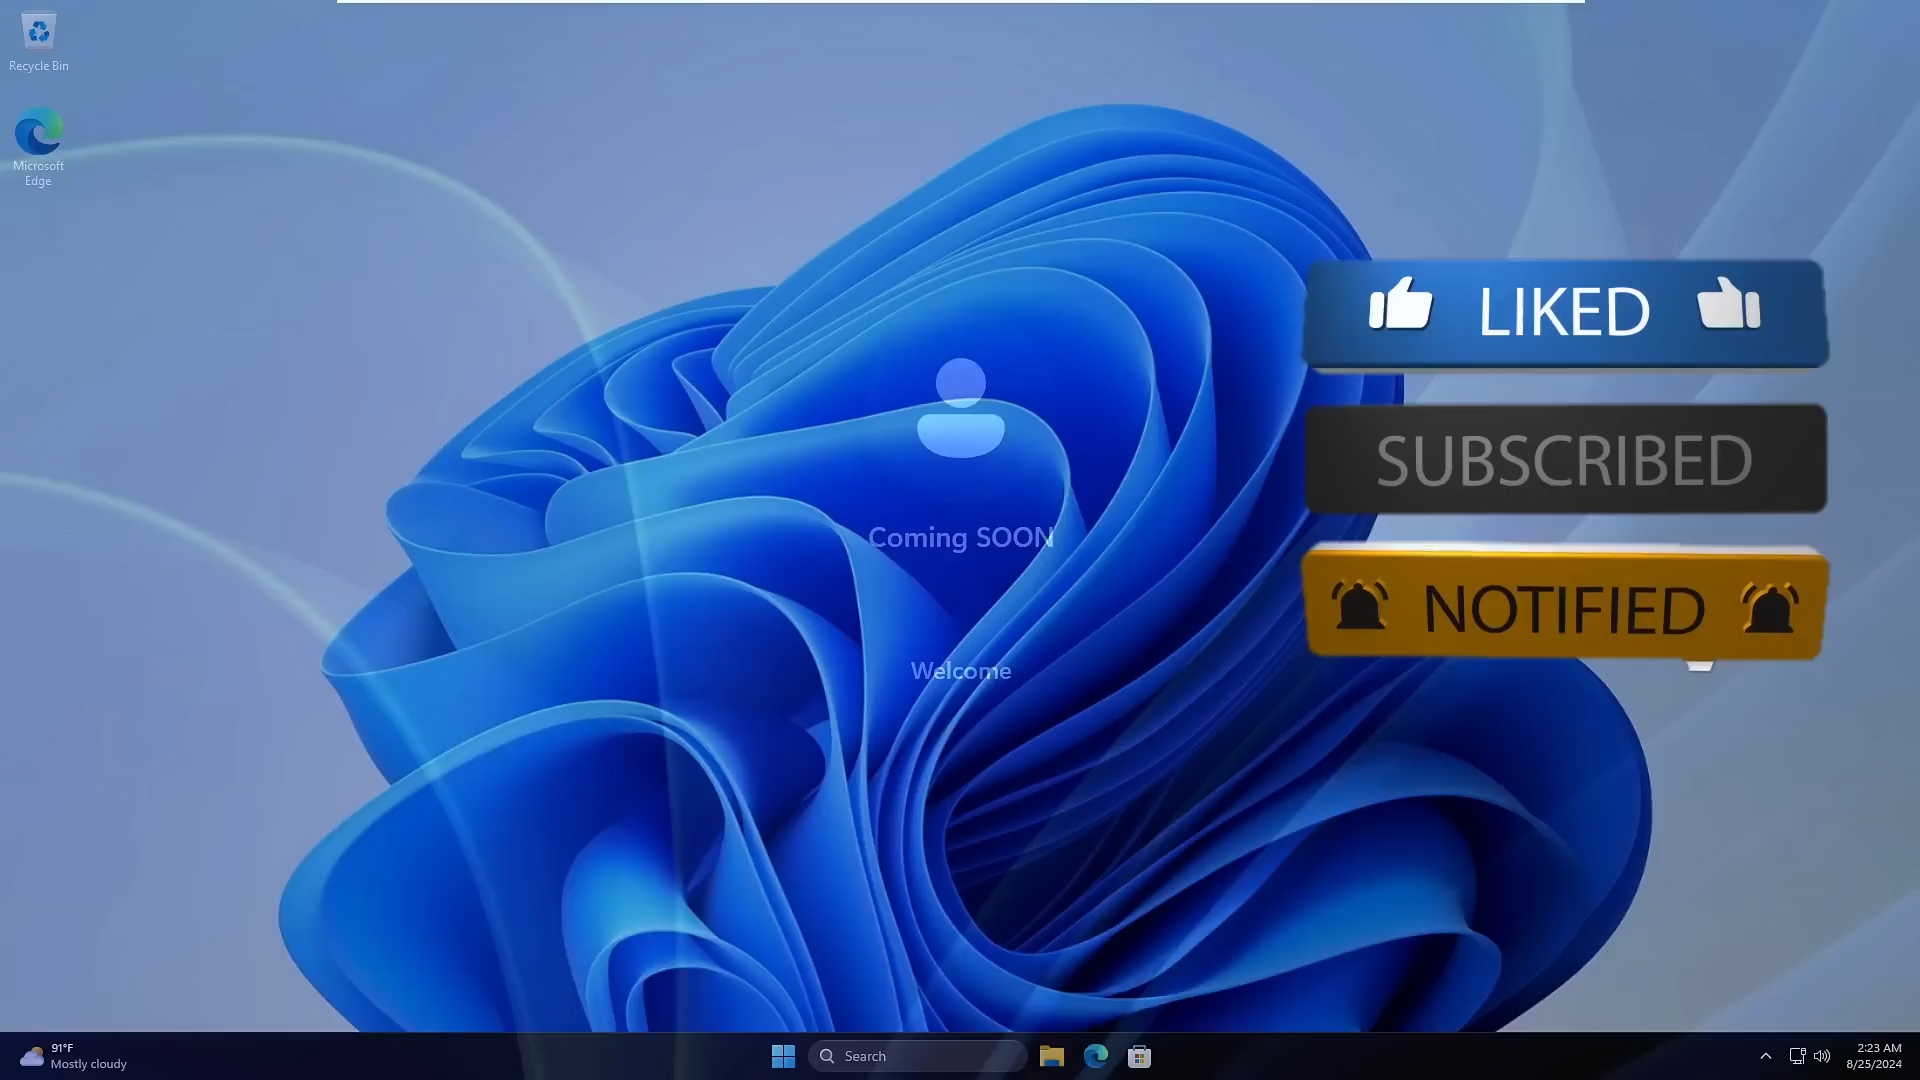 Recycle Bin
Microsoft
Edge
LIKED
SUBSCRIBED
Coming SOON
NOTIFIED
Welcome
91°F
Mostly cloudy
Search
2:23 AM
8/25/2024